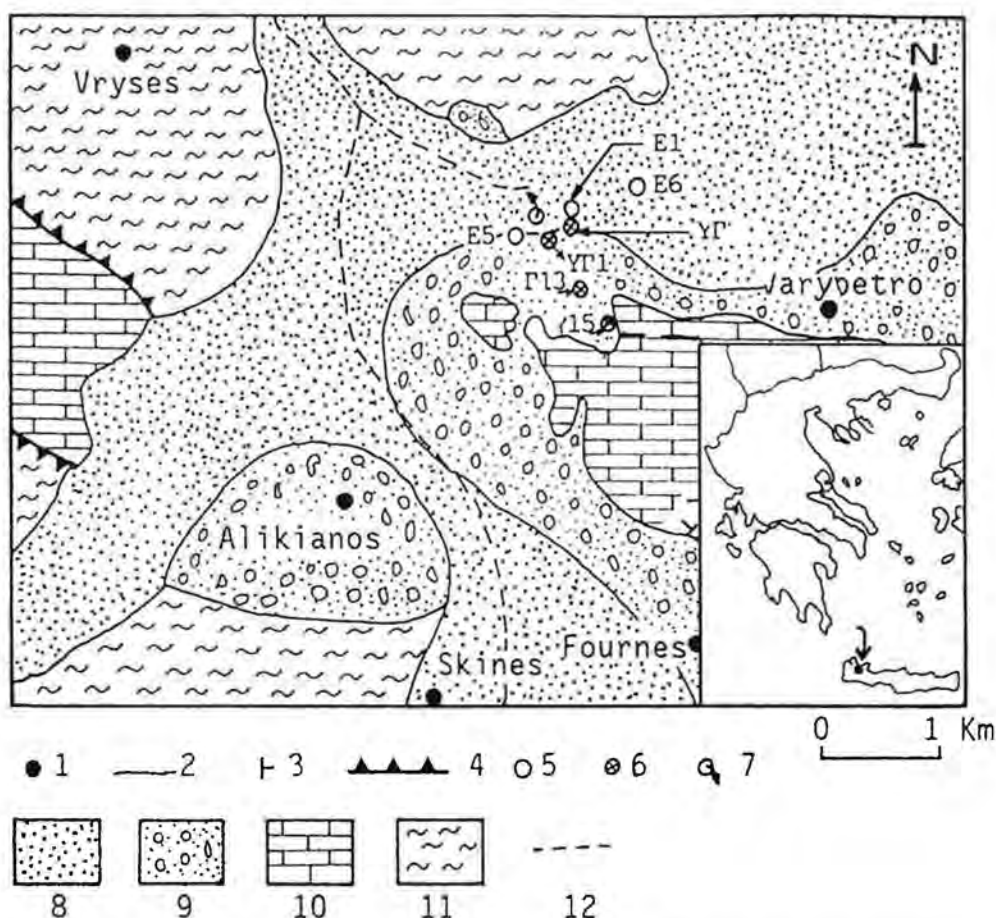 Vryses
N
E1
E6
E5
ΥΓ
ΥΓ1
Γ13
15
Varypetro
Alikianos
Skines
Fournes
0 1 Km
1 2 3 4 5 6 7
8 9 10 11 12